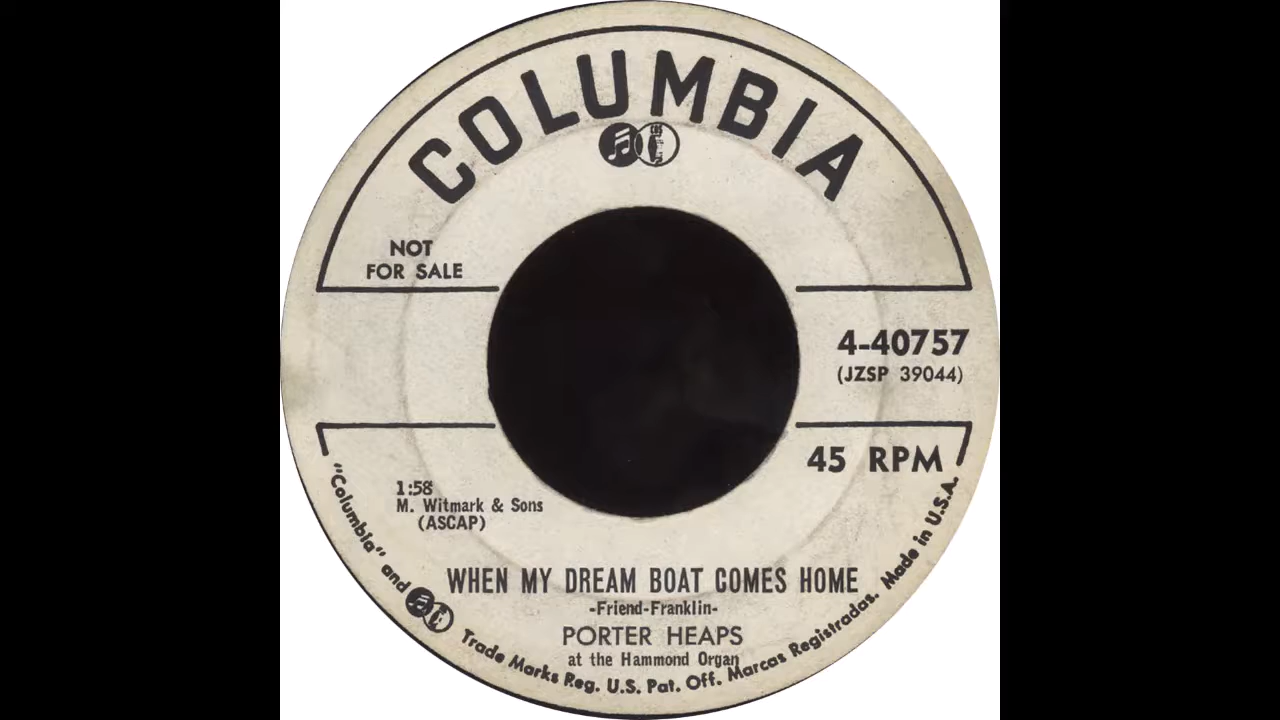 COLUMBIA
NOT
FOR SALE
4-40757
(JZSP 39044)
45 RPM
1:58
M. Witmark & Sons
(ASCAP)
WHEN MY DREAM BOAT COMES HOME
-Friend-Franklin-
PORTER HEAPS
at the Hammond Organ
"Columbia" and Trade Marks Reg. U.S. Pat. Off. Marcas Registradas. Made in U.S.A.